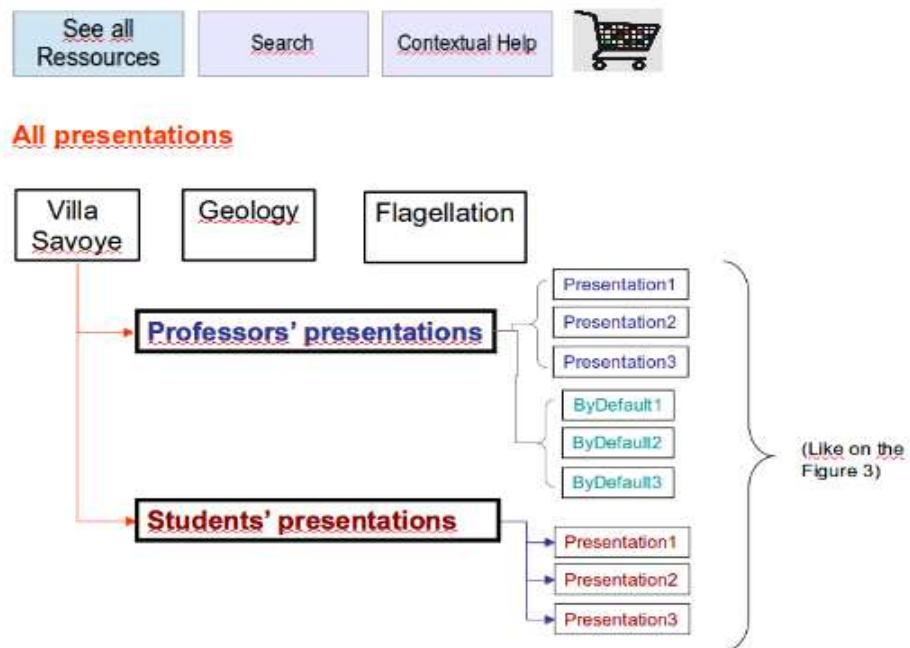 See all
Ressources
Search
Contextual Help
All presentations
Villa
Savoye
Geology
Flagellation
Professors' presentations
Presentation1
Presentation2
Presentation3
ByDefault1
ByDefault2
ByDefault3
Students' presentations
Presentation1
Presentation2
Presentation3
(Like on the
Figure 3)